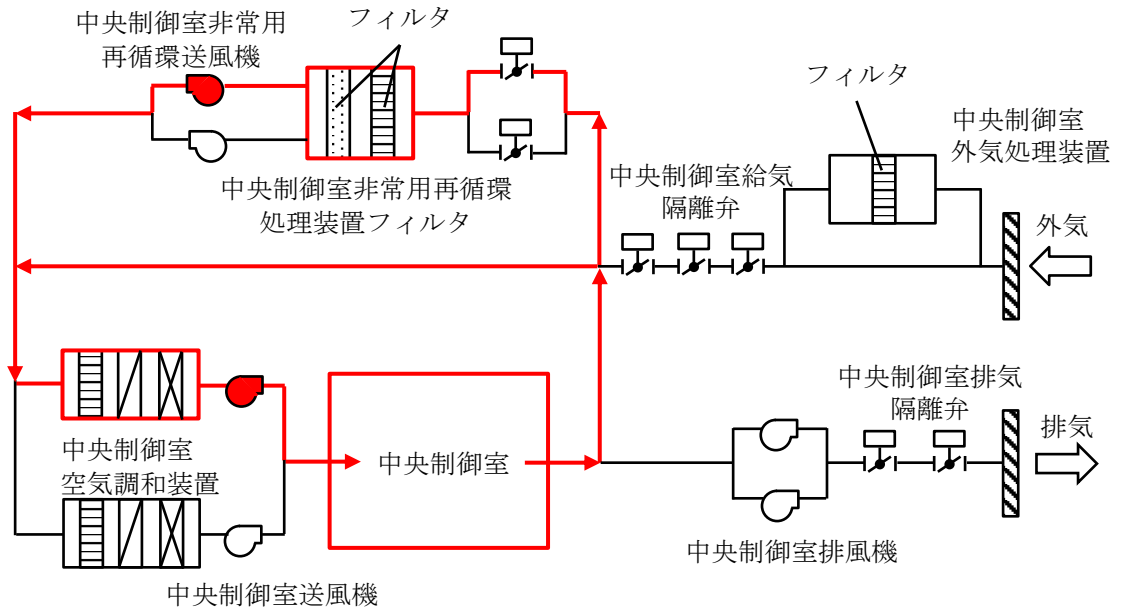 中央制御室非常用
再循環送風機
フィルタ
フィルタ
中央制御室
外気処理装置
中央制御室給気
隔離弁
中央制御室非常用再循環
処理装置フィルタ
外気
中央制御室排気
隔離弁
排気
中央制御室
空気調和装置
中央制御室
中央制御室排風機
中央制御室送風機